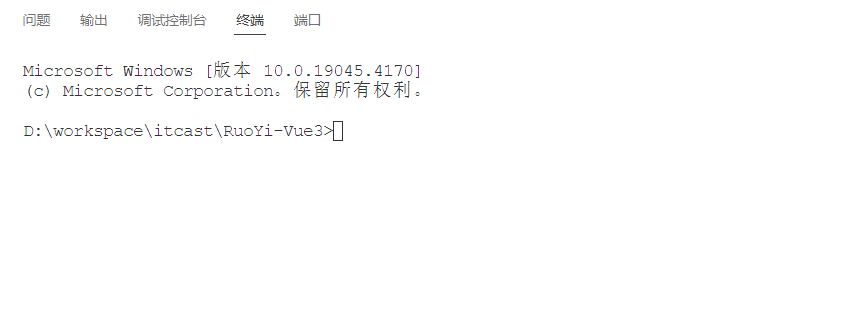 问题 输出 调试控制台 终端 端口
Microsoft Windows [版本 10.0.19045.4170]
(c) Microsoft Corporation。保留所有权利。
D:\workspace\itcast\RuoYi-Vue3>